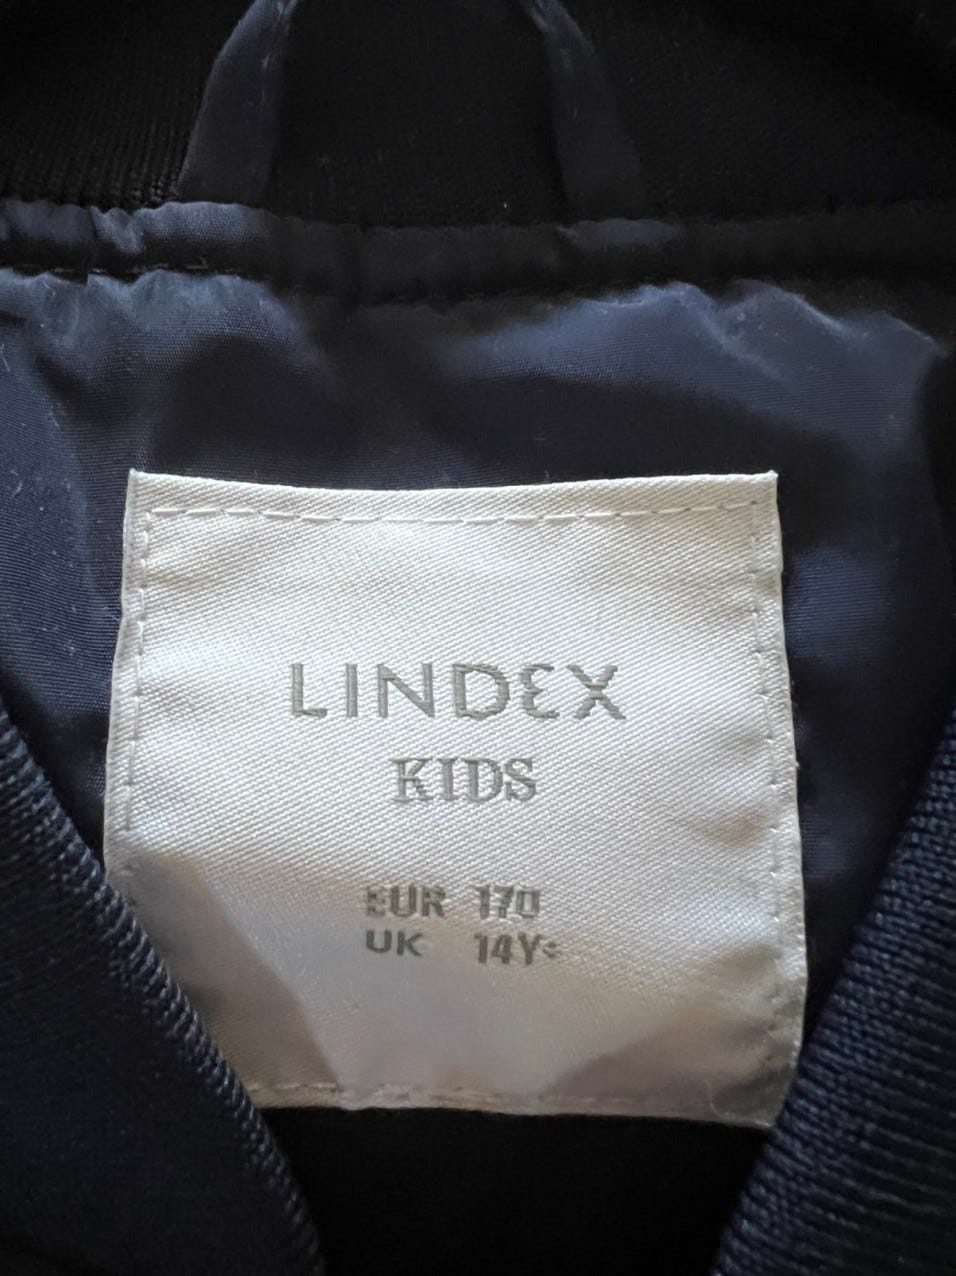 LINDEX
KIDS
EUR 170
UK 14Y+